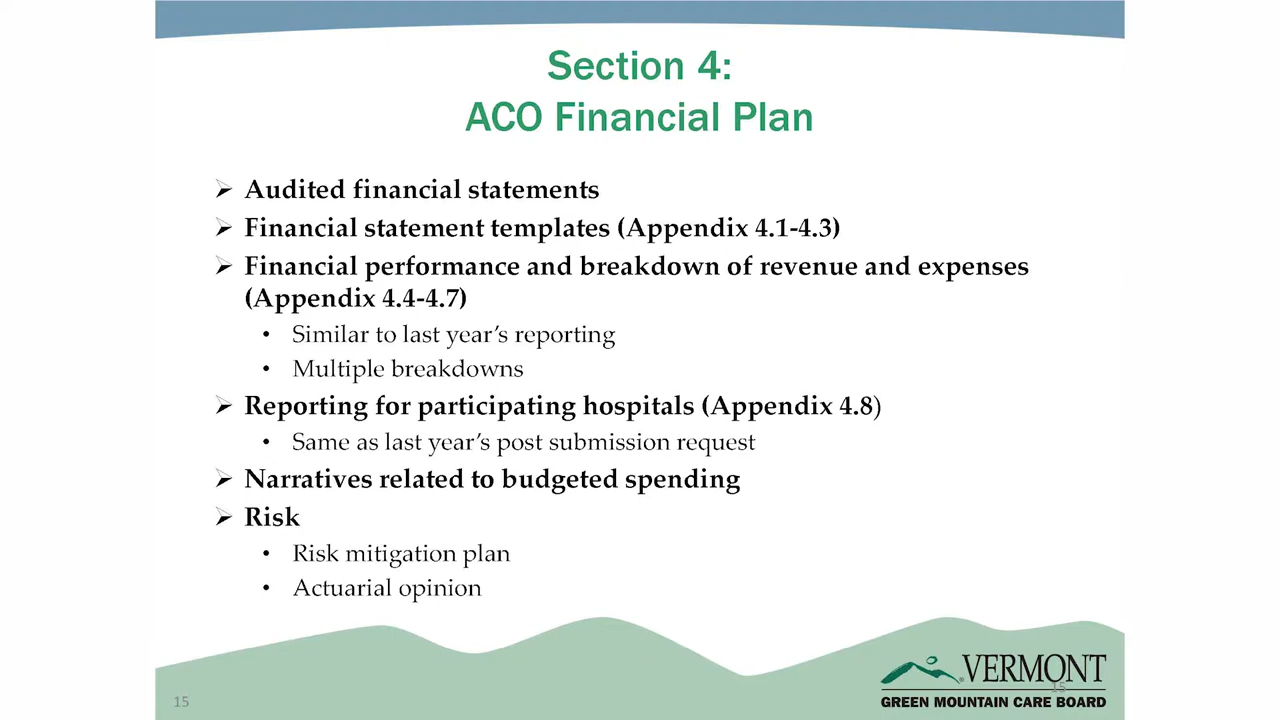 Section 4:
ACO Financial Plan
➢ Audited financial statements
➢ Financial statement templates (Appendix 4.1-4.3)
➢ Financial performance and breakdown of revenue and expenses
(Appendix 4.4-4.7)
• Similar to last year’s reporting
• Multiple breakdowns
➢ Reporting for participating hospitals (Appendix 4.8)
• Same as last year’s post submission request
➢ Narratives related to budgeted spending
➢ Risk
• Risk mitigation plan
• Actuarial opinion
VERMONT
15
GREEN MOUNTAIN CARE BOARD
15